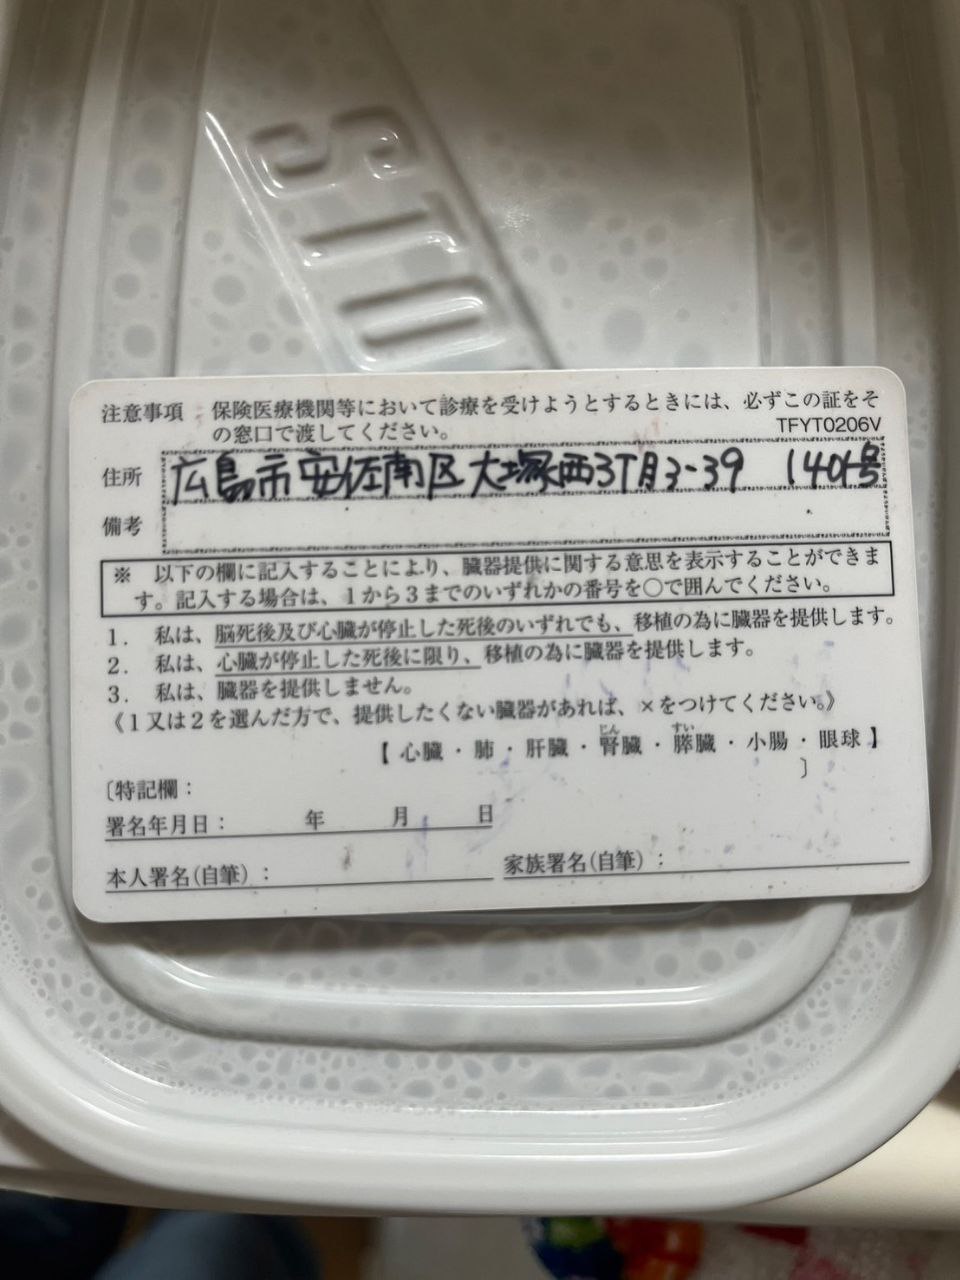 STO
注意事項 保険医療機関等において診療を受けようとするときには、必ずこの証をそ
の窓口で渡してください。
TFYT0206V
住所 広島市安佐南区大塚西3丁目3-39 1401号
備考
※ 以下の欄に記入することにより、臓器提供に関する意思を表示することができま
す。記入する場合は、1から3までのいずれかの番号を○で囲んでください。
1. 私は、脳死後及び心臓が停止した死後のいずれでも、移植の為に臓器を提供します。
2. 私は、心臓が停止した死後に限り、移植の為に臓器を提供します。
3. 私は、臓器を提供しません。
《1又は2を選んだ方で、提供したくない臓器があれば、×をつけてください。》
じん すい
【 心臓 ・ 肺 ・ 肝臓 ・ 腎臓 ・ 膵臓 ・ 小腸 ・ 眼球 】
〔特記欄: 〕
署名年月日: 年 月 日
本人署名(自筆): 家族署名(自筆):